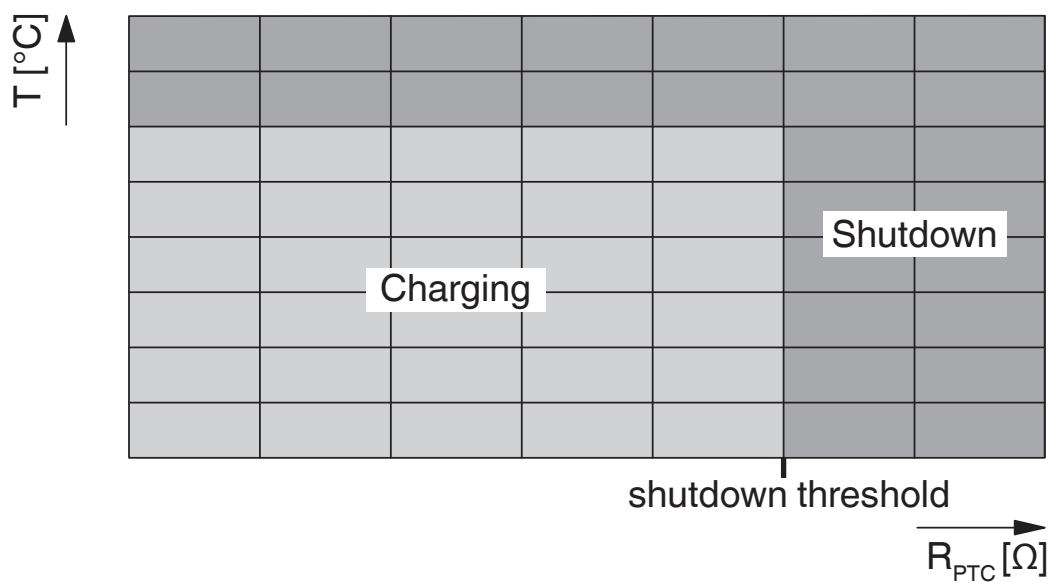 T [°C]
Shutdown
Charging
shutdown threshold
R_PTC [Ω]